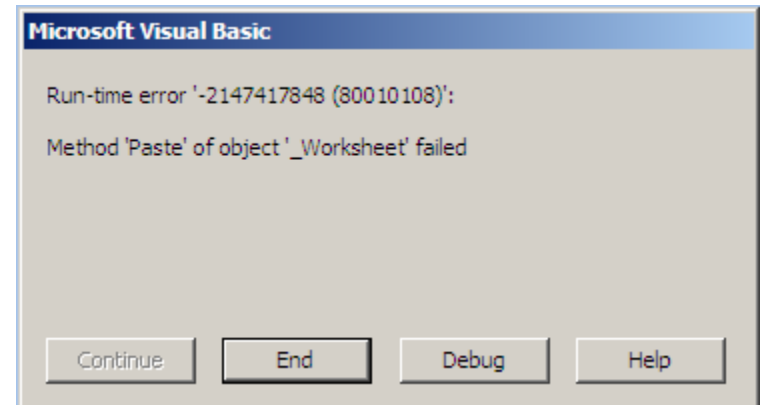 Microsoft Visual Basic
Run-time error '-2147417848 (80010108)':
Method 'Paste' of object '_Worksheet' failed
Continue End Debug Help